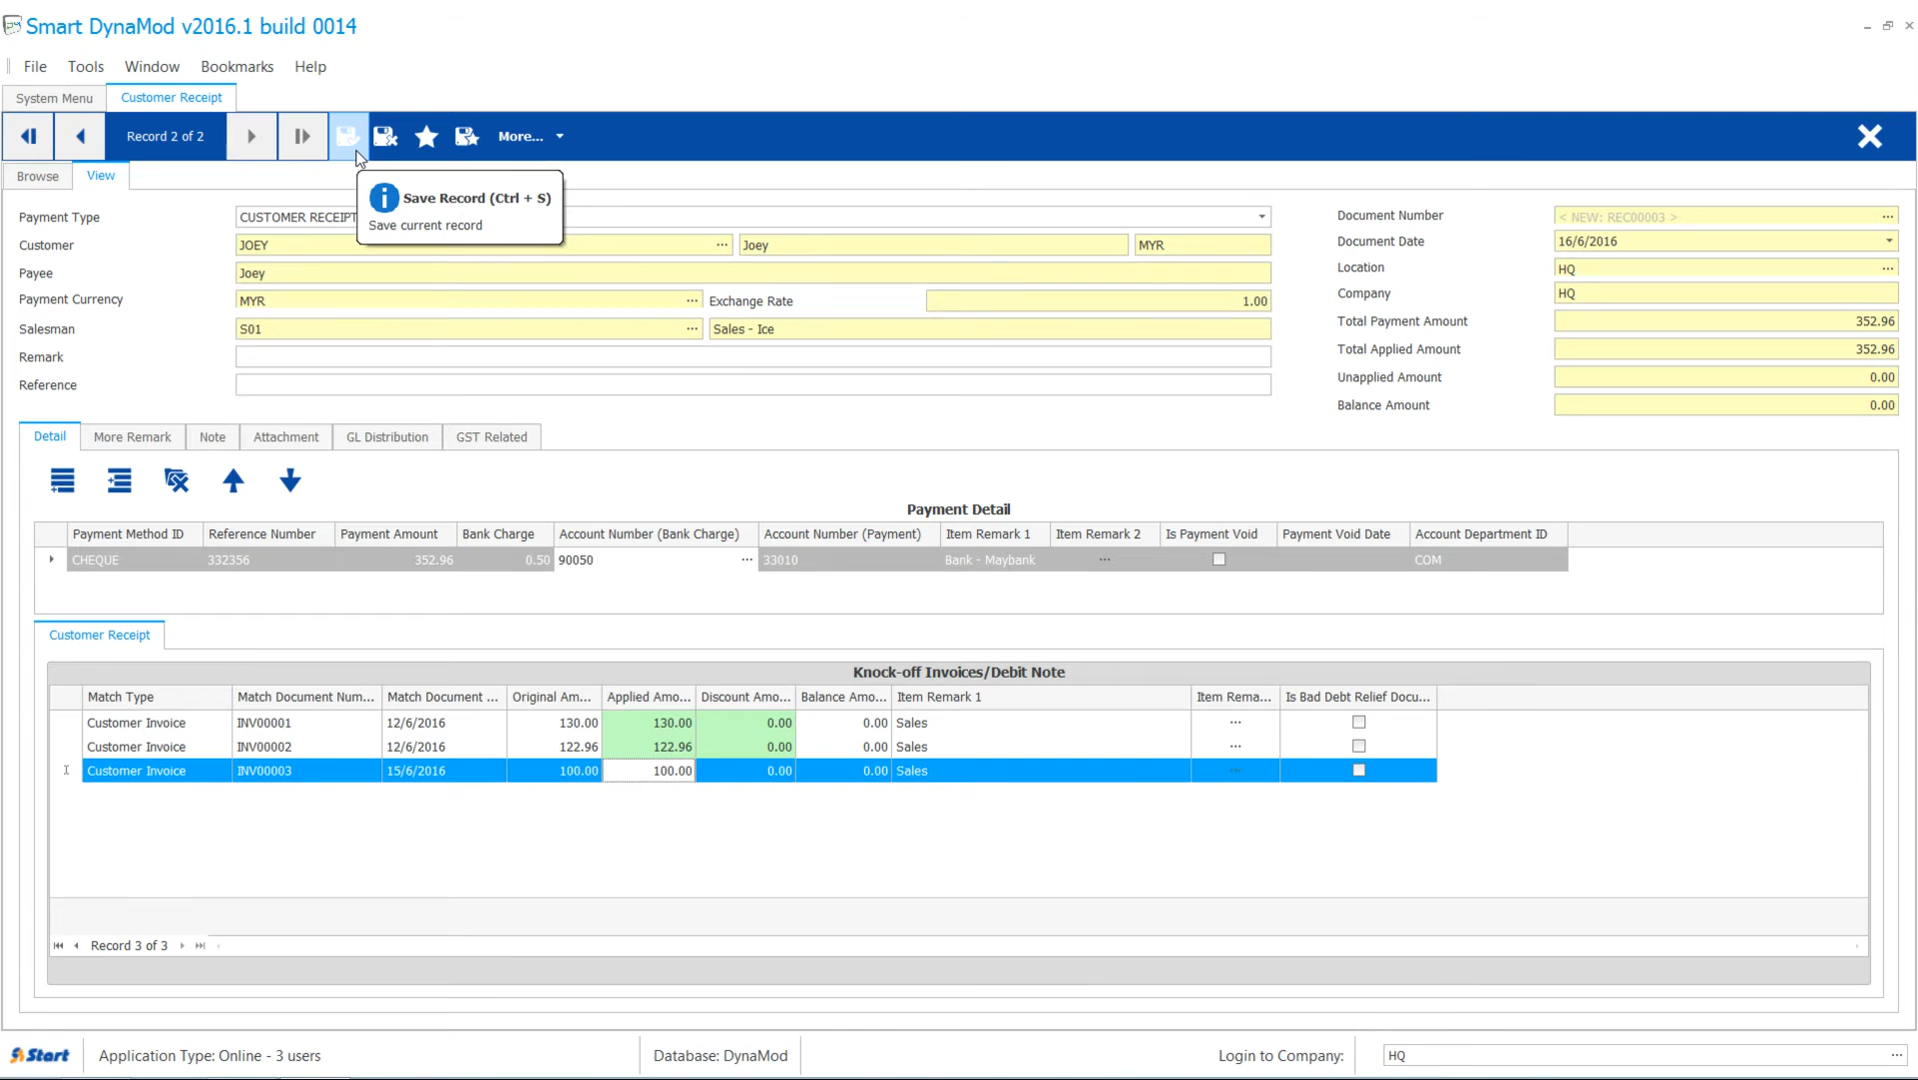 Smart DynaMod v2016.1 build 0014
File Tools Window Bookmarks Help
System Menu Customer Receipt
Record 2 of 2 More...
Browse View
Save Record (Ctrl + S)
Save current record
Payment Type CUSTOMER RECEIPT
Customer JOEY ... Joey MYR
Payee Joey
Payment Currency MYR ... Exchange Rate 1.00
Salesman S01 ... Sales - Ice
Remark
Reference
Document Number < NEW: REC00003 > ...
Document Date 16/6/2016
Location HQ ...
Company HQ
Total Payment Amount 352.96
Total Applied Amount 352.96
Unapplied Amount 0.00
Balance Amount 0.00
Detail More Remark Note Attachment GL Distribution GST Related
Payment Detail
Payment Method ID Reference Number Payment Amount Bank Charge Account Number (Bank Charge) Account Number (Payment) Item Remark 1 Item Remark 2 Is Payment Void Payment Void Date Account Department ID
CHEQUE 332356 352.96 0.50 90050 ... 33010 Bank - Maybank ... COM
Customer Receipt
Knock-off Invoices/Debit Note
Match Type Match Document Num... Match Document ... Original Am... Applied Amo... Discount Amo... Balance Amo... Item Remark 1 Item Rema... Is Bad Debt Relief Docu...
Customer Invoice INV00001 12/6/2016 130.00 130.00 0.00 0.00 Sales ...
Customer Invoice INV00002 12/6/2016 122.96 122.96 0.00 0.00 Sales ...
Customer Invoice INV00003 15/6/2016 100.00 100.00 0.00 0.00 Sales ...
Record 3 of 3
Start Application Type: Online - 3 users Database: DynaMod Login to Company: HQ ...